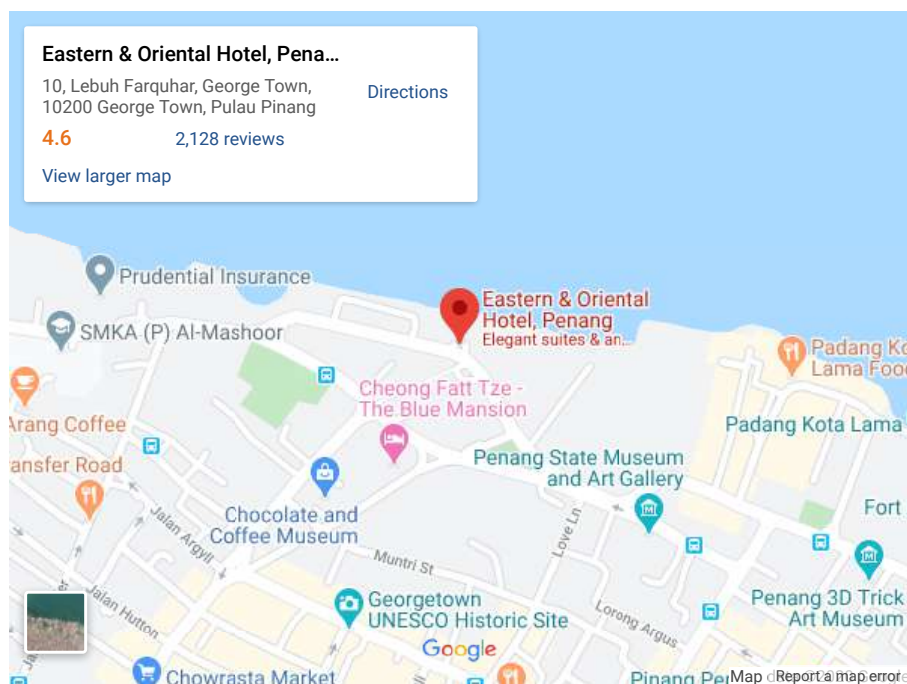 Eastern & Oriental Hotel, Pena...
10, Lebuh Farquhar, George Town,
10200 George Town, Pulau Pinang
Directions
4.6
2,128 reviews
View larger map
Prudential Insurance
SMKA (P) Al-Mashoor
Eastern & Oriental
Hotel, Penang
Elegant suites & an...
Padang Ko
Lama Food
Cheong Fatt Tze -
The Blue Mansion
Arang Coffee
Padang Kota Lama
ansfer Road
Penang State Museum
and Art Gallery
Fort
Chocolate and
Coffee Museum
Jalan Argyll
Love Ln
Muntri St
Jalan Hutton
Georgetown
UNESCO Historic Site
Lorong Argus
Penang 3D Trick
Art Museum
Google
Chowrasta Market
Pinang Per
Map
Report a map error